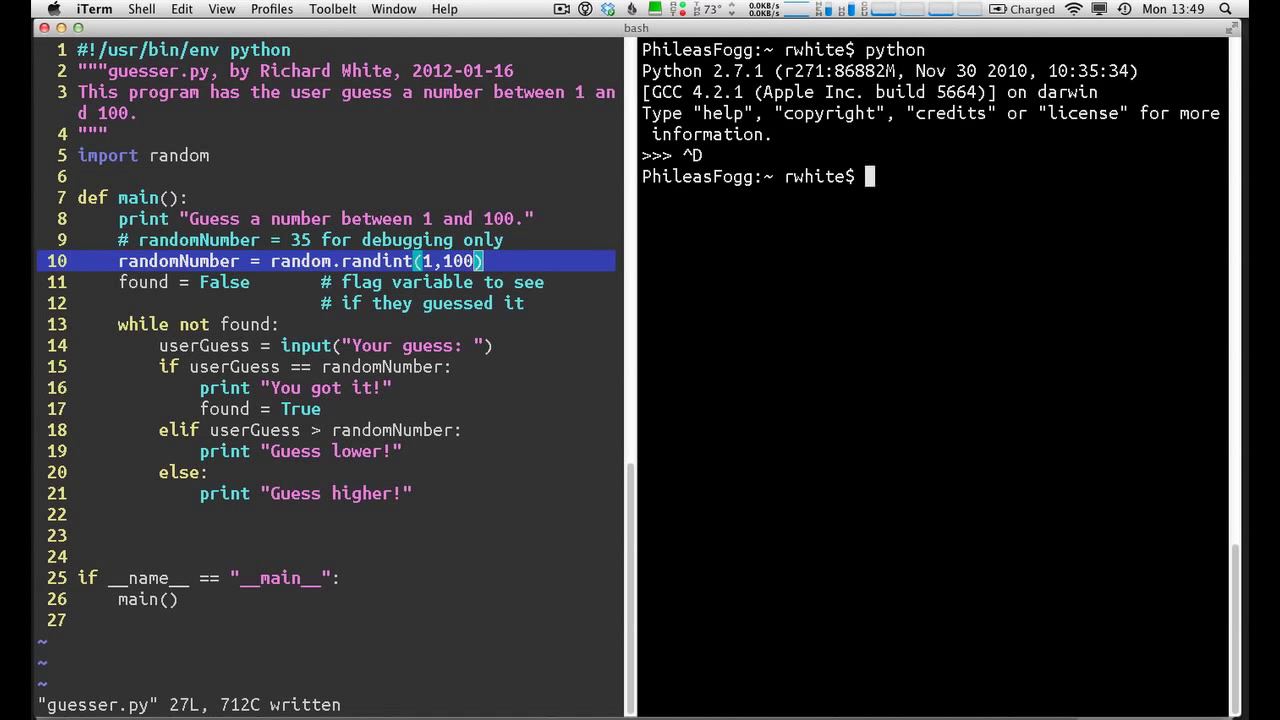 iTerm Shell Edit View Profiles Toolbelt Window Help 73° 0.0KB/s 0.0KB/s Charged Mon 13:49
bash
1 #!/usr/bin/env python
2 """guesser.py, by Richard White, 2012-01-16
3 This program has the user guess a number between 1 an
d 100.
4 """
5 import random
6
7 def main():
8 print "Guess a number between 1 and 100."
9 # randomNumber = 35 for debugging only
10 randomNumber = random.randint(1,100)
11 found = False # flag variable to see
12 # if they guessed it
13 while not found:
14 userGuess = input("Your guess: ")
15 if userGuess == randomNumber:
16 print "You got it!"
17 found = True
18 elif userGuess > randomNumber:
19 print "Guess lower!"
20 else:
21 print "Guess higher!"
22
23
24
25 if __name__ == "__main__":
26 main()
27
~
~
~
"guesser.py" 27L, 712C written
PhileasFogg:~ rwhite$ python
Python 2.7.1 (r271:86882M, Nov 30 2010, 10:35:34)
[GCC 4.2.1 (Apple Inc. build 5664)] on darwin
Type "help", "copyright", "credits" or "license" for more
information.
>>> ^D
PhileasFogg:~ rwhite$